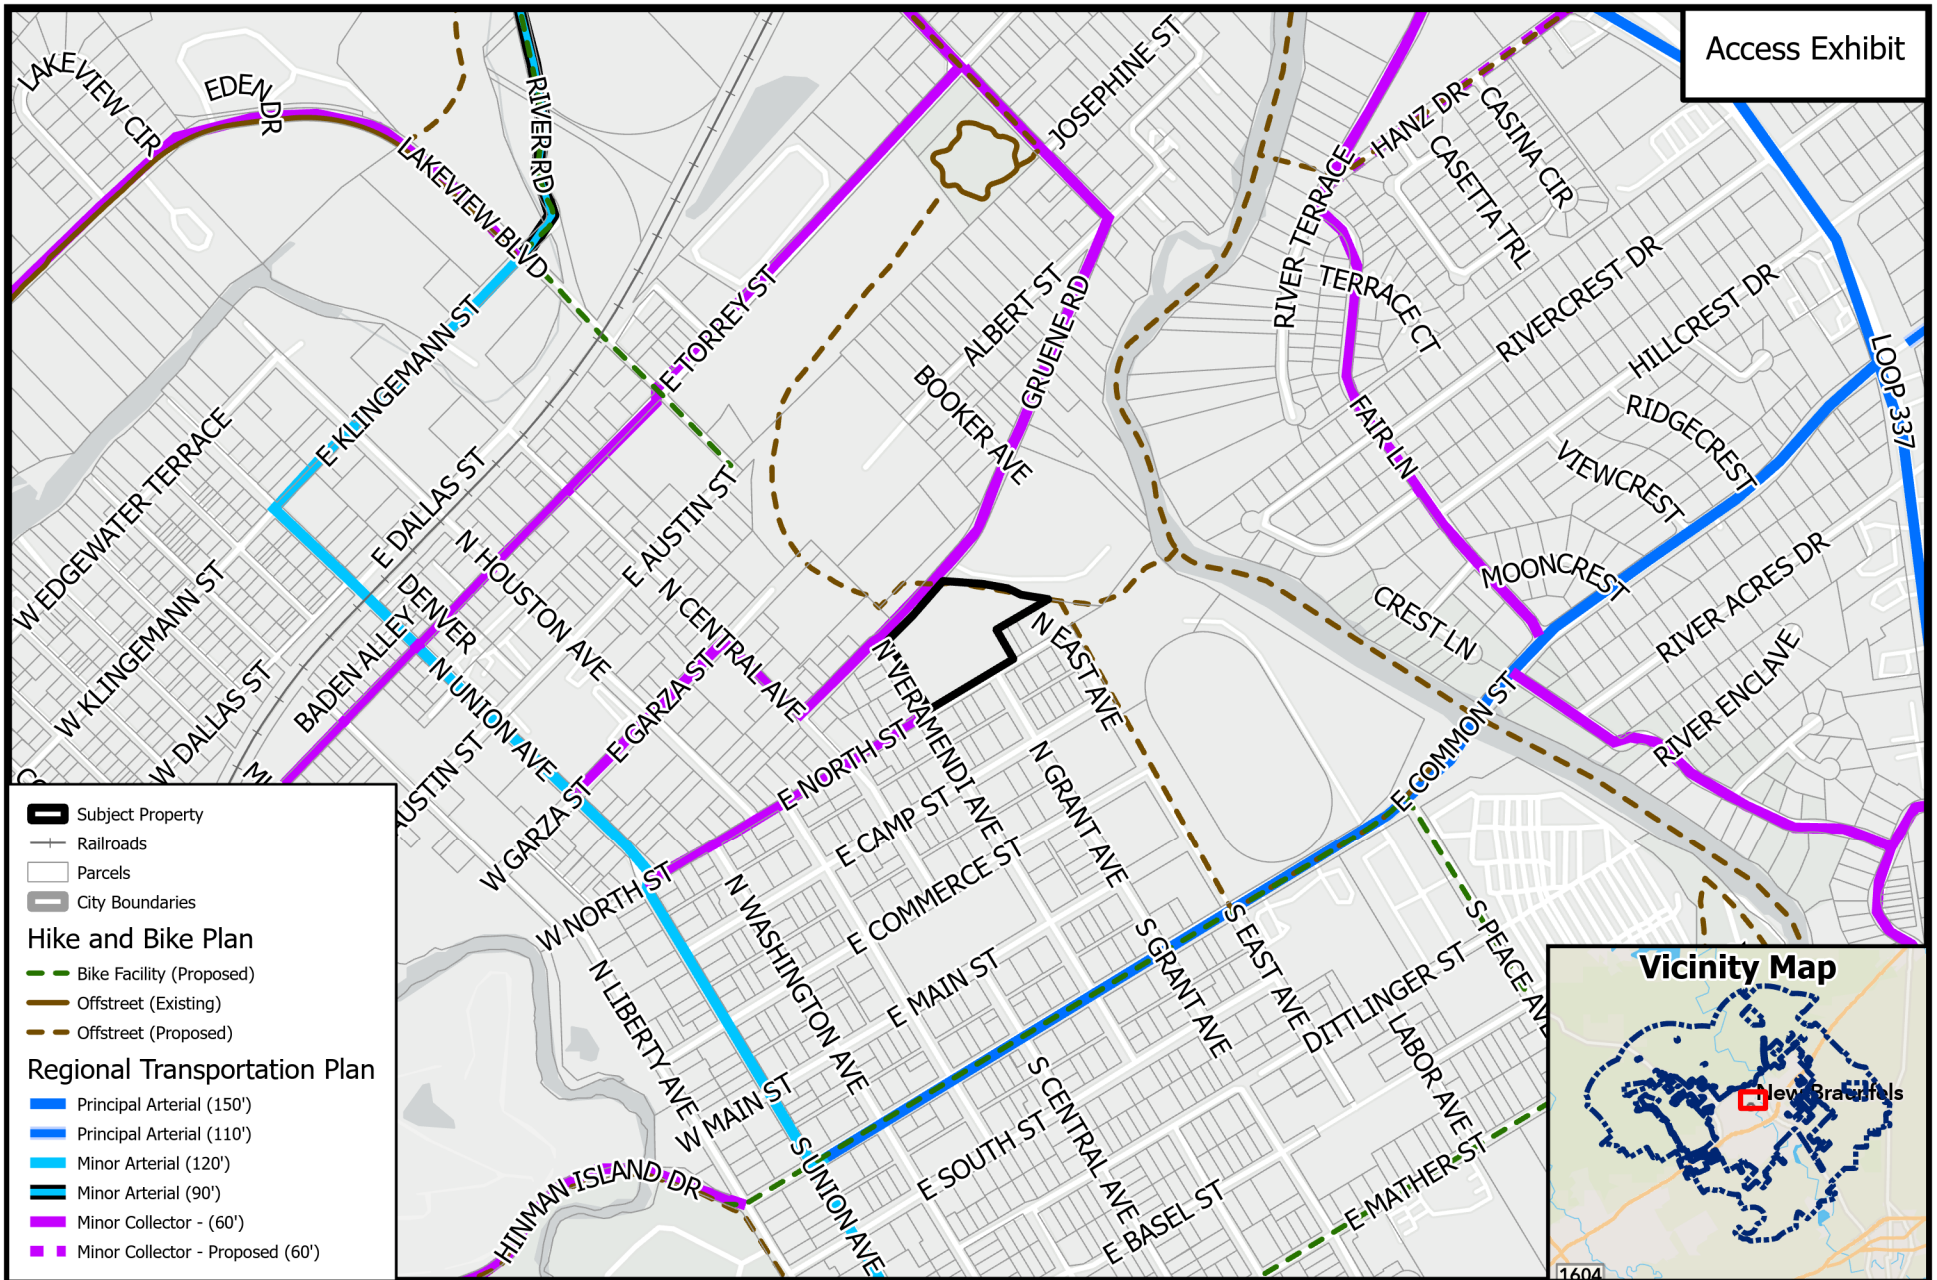 Access Exhibit
LAKEVIEW CIR
EDEN DR
LAKEVIEW BLVD
RIVER RD
JOSEPHINE ST
HANZ DR
CASINA CIR
CASETTA TRL
RIVER TERRACE
TERRACE CT
RIVERCREST DR
HILLCREST DR
LOOP 337
E TORREY ST
ALBERT ST
GRUENE RD
BOOKER AVE
E KLINGEMANN ST
FAIR LN
RIDGECREST
VIEWCREST
W EDGEWATER TERRACE
E DALLAS ST
E AUSTIN ST
N HOUSTON AVE
DENVER
N CENTRAL AVE
MOONCREST
RIVER ACRES DR
CREST LN
W KLINGEMANN ST
BADEN ALLEY
N UNION AVE
E GARZA ST
N VERAMENDI AVE
N EAST AVE
RIVER ENCLAVE
W DALLAS ST
AUSTIN ST
W GARZA ST
E NORTH ST
N GRANT AVE
E COMMON ST
E CAMP ST
E COMMERCE ST
W NORTH ST
N WASHINGTON AVE
E MAIN ST
S GRANT AVE
S EAST AVE
S PEACE AVE
DITTLINGER ST
N LIBERTY AVE
LABOR AVE
W MAIN ST
S CENTRAL AVE
E SOUTH ST
S UNION AVE
HINMAN ISLAND DR
E BASEL ST
E MATHER ST
Subject Property
Railroads
Parcels
City Boundaries
Hike and Bike Plan
Bike Facility (Proposed)
Offstreet (Existing)
Offstreet (Proposed)
Regional Transportation Plan
Principal Arterial (150')
Principal Arterial (110')
Minor Arterial (120')
Minor Arterial (90')
Minor Collector - (60')
Minor Collector - Proposed (60')
Vicinity Map
New Braunfels
1604